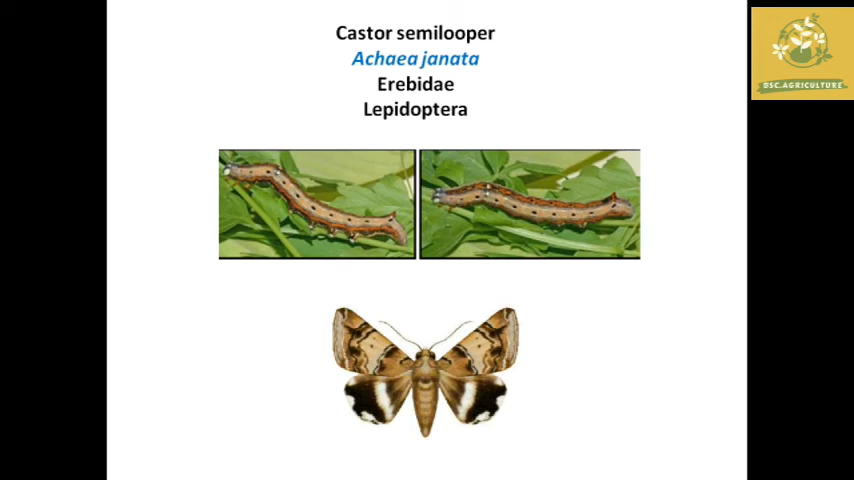 Castor semilooper
Achaea janata
Erebidae
Lepidoptera
BSC.AGRICULTURE